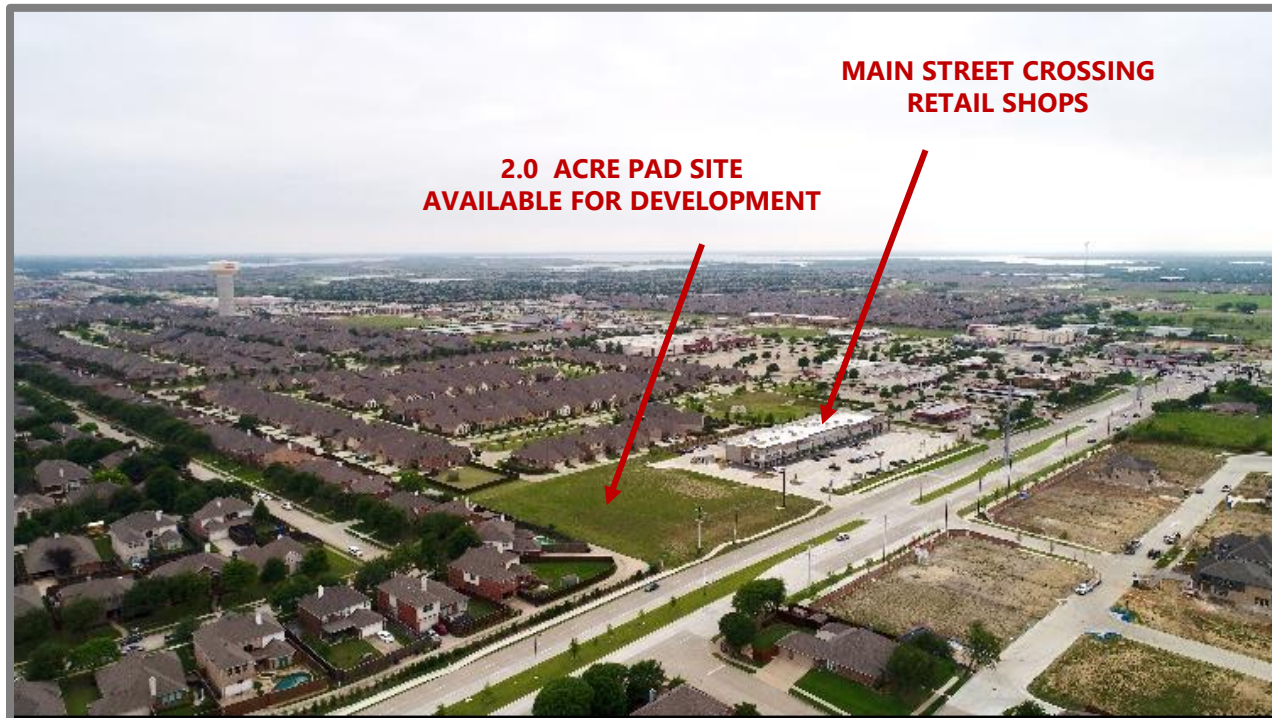 MAIN STREET CROSSING
RETAIL SHOPS
2.0 ACRE PAD SITE
AVAILABLE FOR DEVELOPMENT